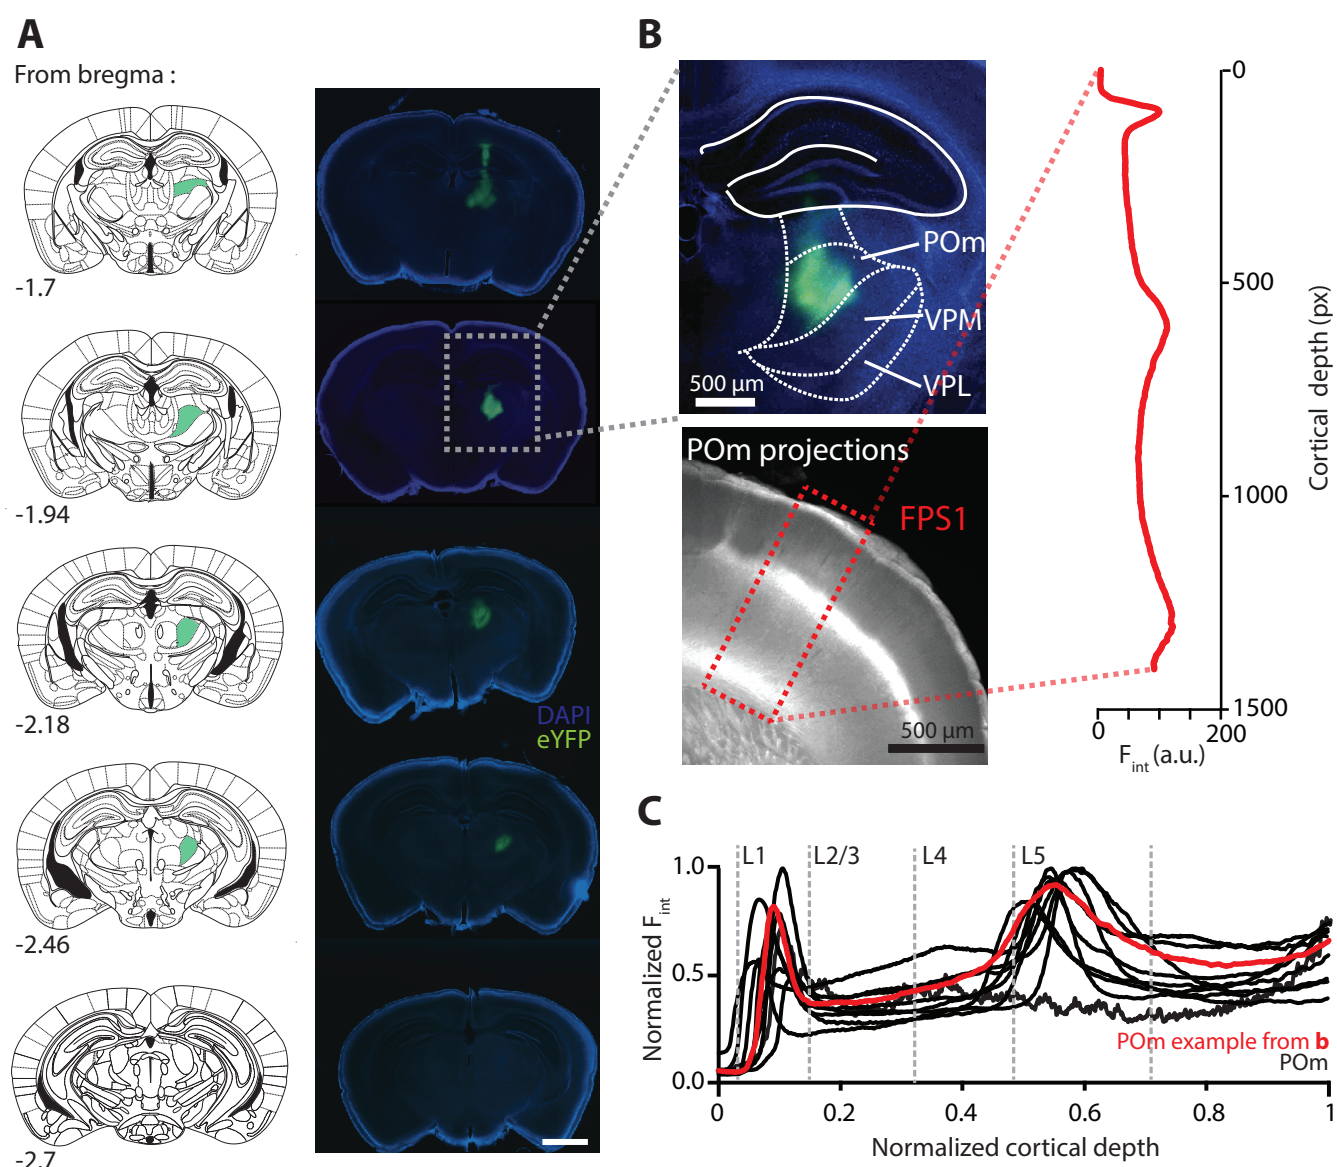 A
From bregma :
-1.7
-1.94
-2.18
-2.46
-2.7
DAPI
eYFP
B
POm
VPM
VPL
500 µm
POm projections
FPS1
500 µm
0
500
1000
1500
Cortical depth (px)
0
200
F int (a.u.)
C
L1
L2/3
L4
L5
1.0
0.5
0.0
Normalized F int
POm example from b
POm
0
0.2
0.4
0.6
0.8
1
Normalized cortical depth